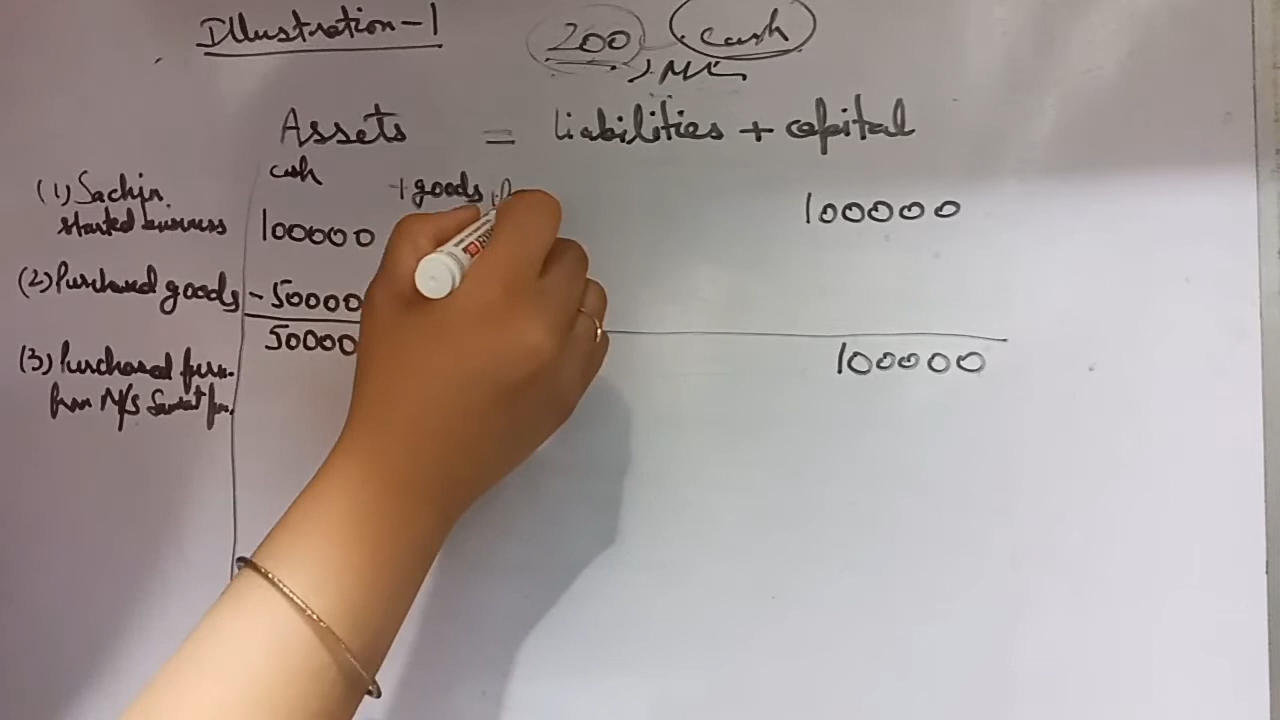 Illustration-1
200 cash
Assets = Liabilities + capital
cash + goods +
(1) Sachin
started business 100000 100000
(2) Purchased goods - 50000
50000 100000
(3) Purchased furn.
from M/S